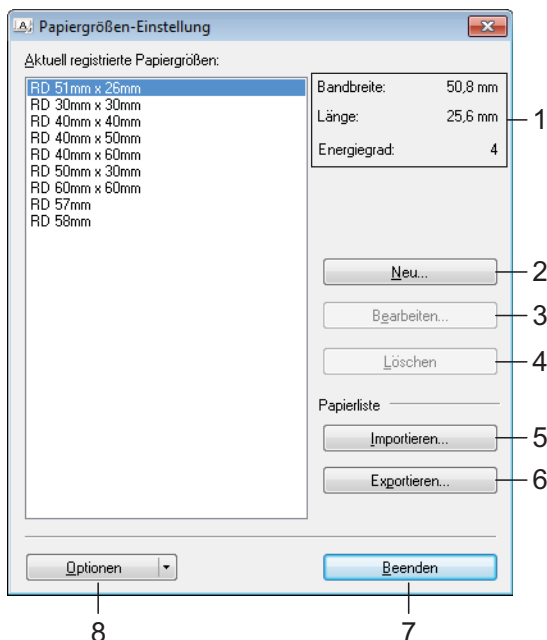 Papiergrößen-Einstellung
Aktuell registrierte Papiergrößen:
RD 51mm x 26mm
RD 30mm x 30mm
RD 40mm x 40mm
RD 40mm x 50mm
RD 40mm x 60mm
RD 50mm x 30mm
RD 60mm x 60mm
RD 57mm
RD 58mm
Bandbreite: 50,8 mm
Länge: 25,6 mm
Energiegrad: 4
1
Neu... 2
Bearbeiten... 3
Löschen 4
Papierliste
Importieren... 5
Exportieren... 6
Optionen
Beenden
8
7